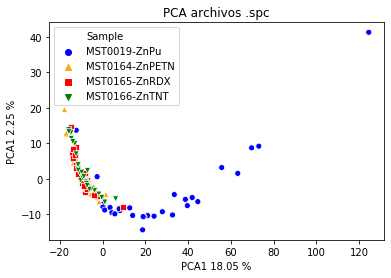 PCA archivos .spc
Sample
MST0019-ZnPu
MST0164-ZnPETN
MST0165-ZnRDX
MST0166-ZnTNT
40
30
20
10
0
−10
PCA1 2.25 %
−20 0 20 40 60 80 100 120
PCA1 18.05 %